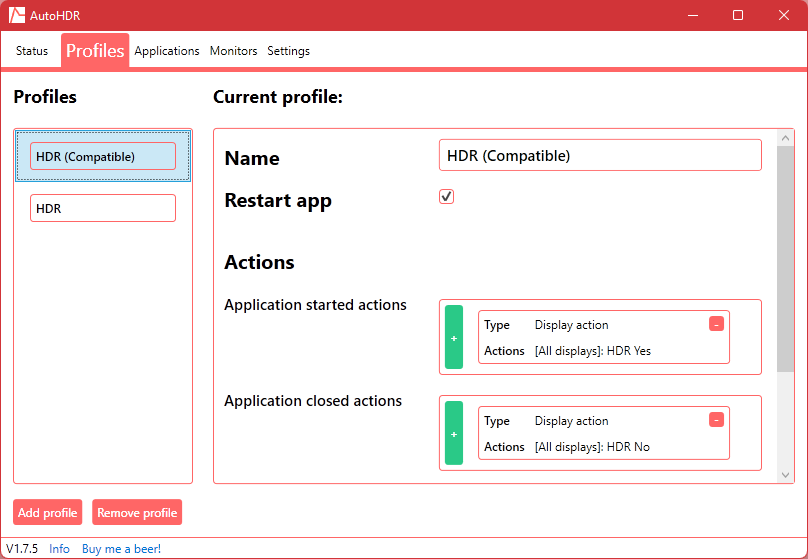 AutoHDR
Status Profiles Applications Monitors Settings
Profiles
HDR (Compatible)
HDR
Add profile Remove profile
Current profile:
Name HDR (Compatible)
Restart app
Actions
Application started actions
+
Type Display action -
Actions [All displays]: HDR Yes
Application closed actions
+
Type Display action -
Actions [All displays]: HDR No
V1.7.5 Info Buy me a beer!